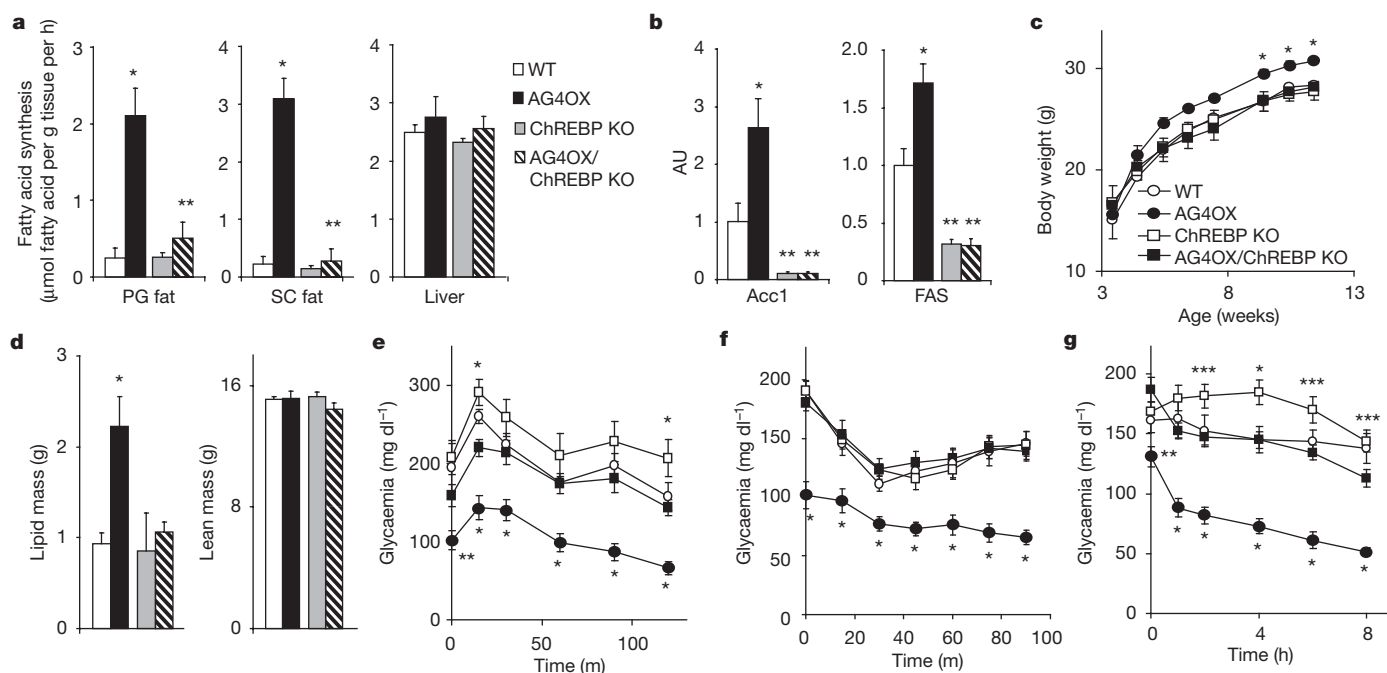 a
Fatty acid synthesis
(μmol fatty acid per g tissue per h)
3
2
1
0
*
**
PG fat
4
3
2
1
0
*
**
SC fat
4
3
2
1
0
Liver
WT
AG4OX
ChREBP KO
AG4OX/
ChREBP KO
b
AU
4
3
2
1
0
*
** **
Acc1
2.0
1.5
1.0
0.5
0
*
** **
FAS
c
Body weight (g)
30
20
10
* * *
WT
AG4OX
ChREBP KO
AG4OX/ChREBP KO
3 8 13
Age (weeks)
d
Lipid mass (g)
3
2
1
0
*
Lean mass (g)
16
8
0
e
Glycaemia (mg dl⁻¹)
300
200
100
0
* *
** * * * * *
0 50 100
Time (m)
f
Glycaemia (mg dl⁻¹)
200
150
100
50
0
* * * * * * *
0 20 40 60 80 100
Time (m)
g
Glycaemia (mg dl⁻¹)
200
150
100
50
0
*** * *** ***
** * * * * *
0 4 8
Time (h)